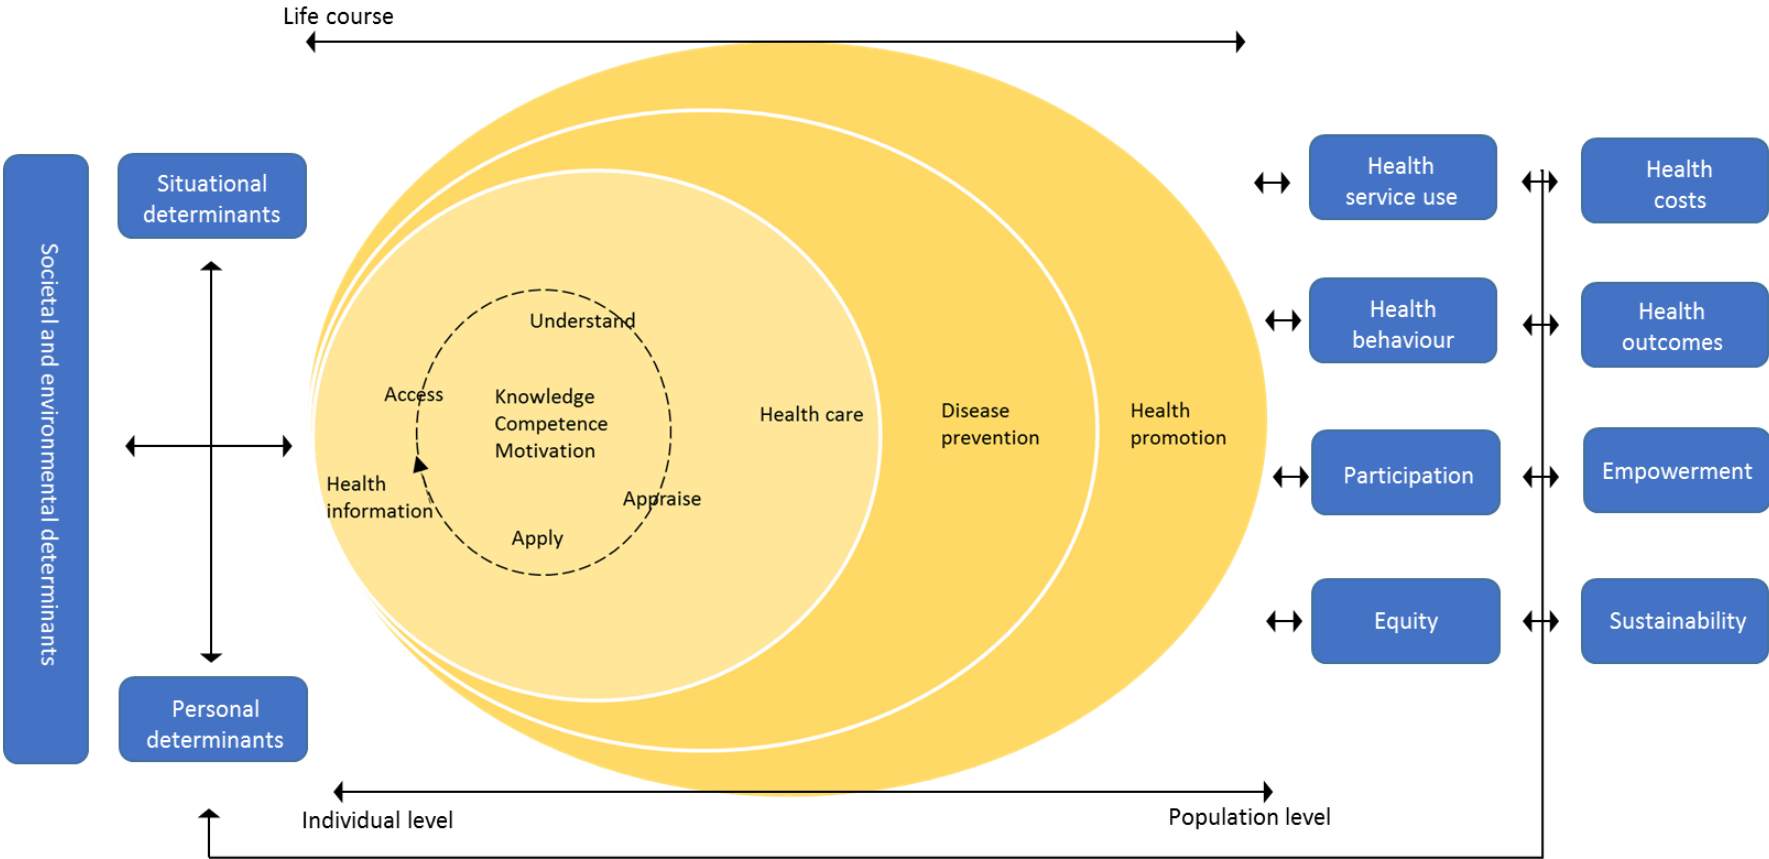 Life course
Societal and environmental determinants
Situational
determinants
Personal
determinants
Understand
Access
Knowledge
Competence
Motivation
Health
information
Appraise
Apply
Health care
Disease
prevention
Health
promotion
Individual level
Population level
Health
service use
Health
costs
Health
behaviour
Health
outcomes
Participation
Empowerment
Equity
Sustainability